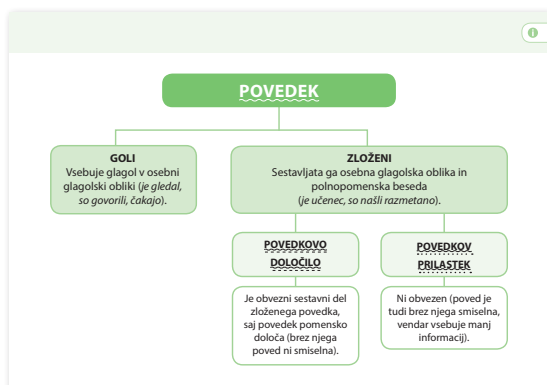 POVEDEK
GOLI
Vsebuje glagol v osebni
glagolski obliki (je gledal,
so govorili, čakajo).
ZLOŽENI
Sestavljata ga osebna glagolska oblika in
polnopomenska beseda
(je učenec, so našli razmetano).
POVEDKOVO
DOLOČILO
Je obvezni sestavni del
zloženega povedka,
saj povedek pomensko
določa (brez njega
poved ni smiselna).
POVEDKOV
PRILASTEK
Ni obvezen (poved je
tudi brez njega smiselna,
vendar vsebuje manj
informacij).